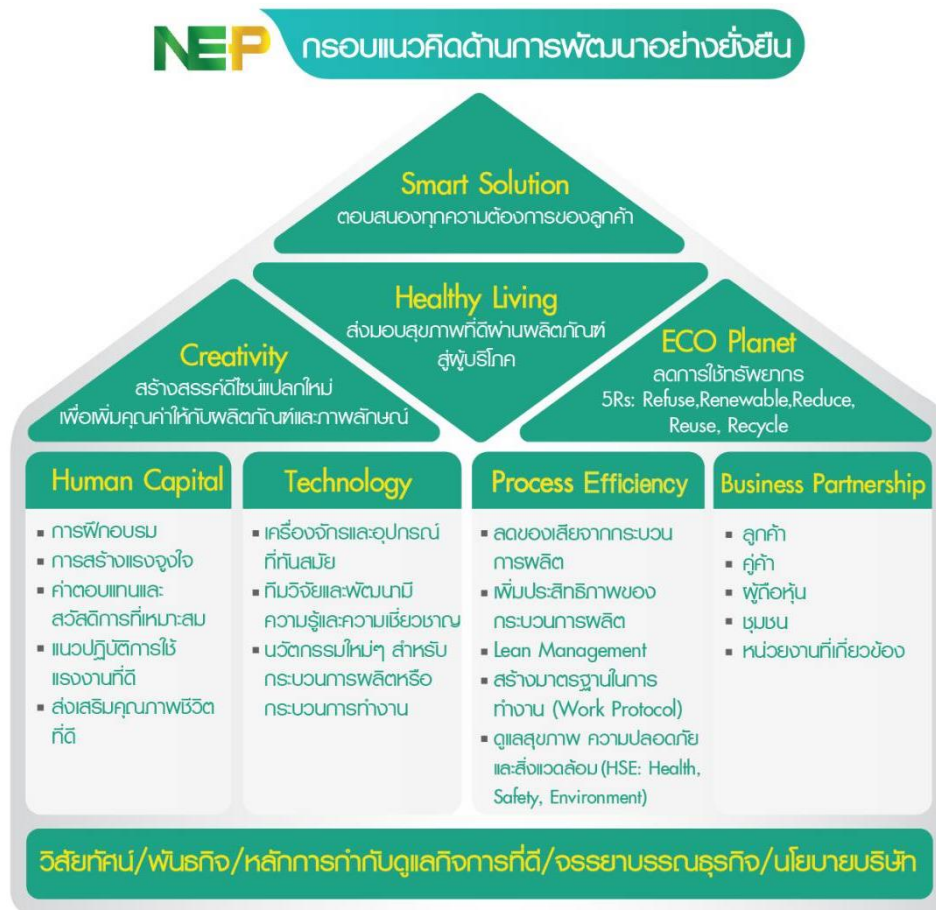 NEP กรอบแนวคิดด้านการพัฒนาอย่างยั่งยืน
Smart Solution
ตอบสนองทุกความต้องการของลูกค้า
Healthy Living
ส่งมอบสุขภาพที่ดีผ่านผลิตภัณฑ์
สู่ผู้บริโภค
Creativity
สร้างสรรค์ดีไซน์แปลกใหม่
เพื่อเพิ่มคุณค่าให้กับผลิตภัณฑ์และภาพลักษณ์
ECO Planet
ลดการใช้ทรัพยากร
5Rs: Refuse,Renewable,Reduce,
Reuse, Recycle
Human Capital
▪ การฝึกอบรม
▪ การสร้างแรงจูงใจ
▪ ค่าตอบแทนและ
สวัสดิการที่เหมาะสม
▪ แนวปฏิบัติการใช้
แรงงานที่ดี
▪ ส่งเสริมคุณภาพชีวิต
ที่ดี
Technology
▪ เครื่องจักรและอุปกรณ์
ที่ทันสมัย
▪ ทีมวิจัยและพัฒนามี
ความรู้และความเชี่ยวชาญ
▪ นวัตกรรมใหม่ๆ สำหรับ
กระบวนการผลิตหรือ
กระบวนการทำงาน
Process Efficiency
▪ ลดของเสียจากกระบวน
การผลิต
▪ เพิ่มประสิทธิภาพของ
กระบวนการผลิต
▪ Lean Management
▪ สร้างมาตรฐานในการ
ทำงาน (Work Protocol)
▪ ดูแลสุขภาพ ความปลอดภัย
และสิ่งแวดล้อม (HSE: Health,
Safety, Environment)
Business Partnership
▪ ลูกค้า
▪ คู่ค้า
▪ ผู้ถือหุ้น
▪ ชุมชน
▪ หน่วยงานที่เกี่ยวข้อง
วิสัยทัศน์/พันธกิจ/หลักการกำกับดูแลกิจการที่ดี/จรรยาบรรณธุรกิจ/นโยบายบริษัท